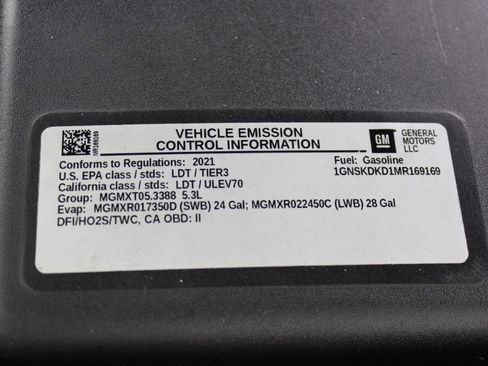 MR169169
VEHICLE EMISSION
CONTROL INFORMATION
GM
GENERAL
MOTORS
LLC
Conforms to Regulations: 2021
Fuel: Gasoline
U.S. EPA class / stds: LDT / TIER3
1GNSKDKD1MR169169
California class / stds: LDT / ULEV70
Group: MGMXT05.3388 5.3L
Evap: MGMXR017350D (SWB) 24 Gal; MGMXR022450C (LWB) 28 Gal
DFI/HO2S/TWC, CA OBD: II